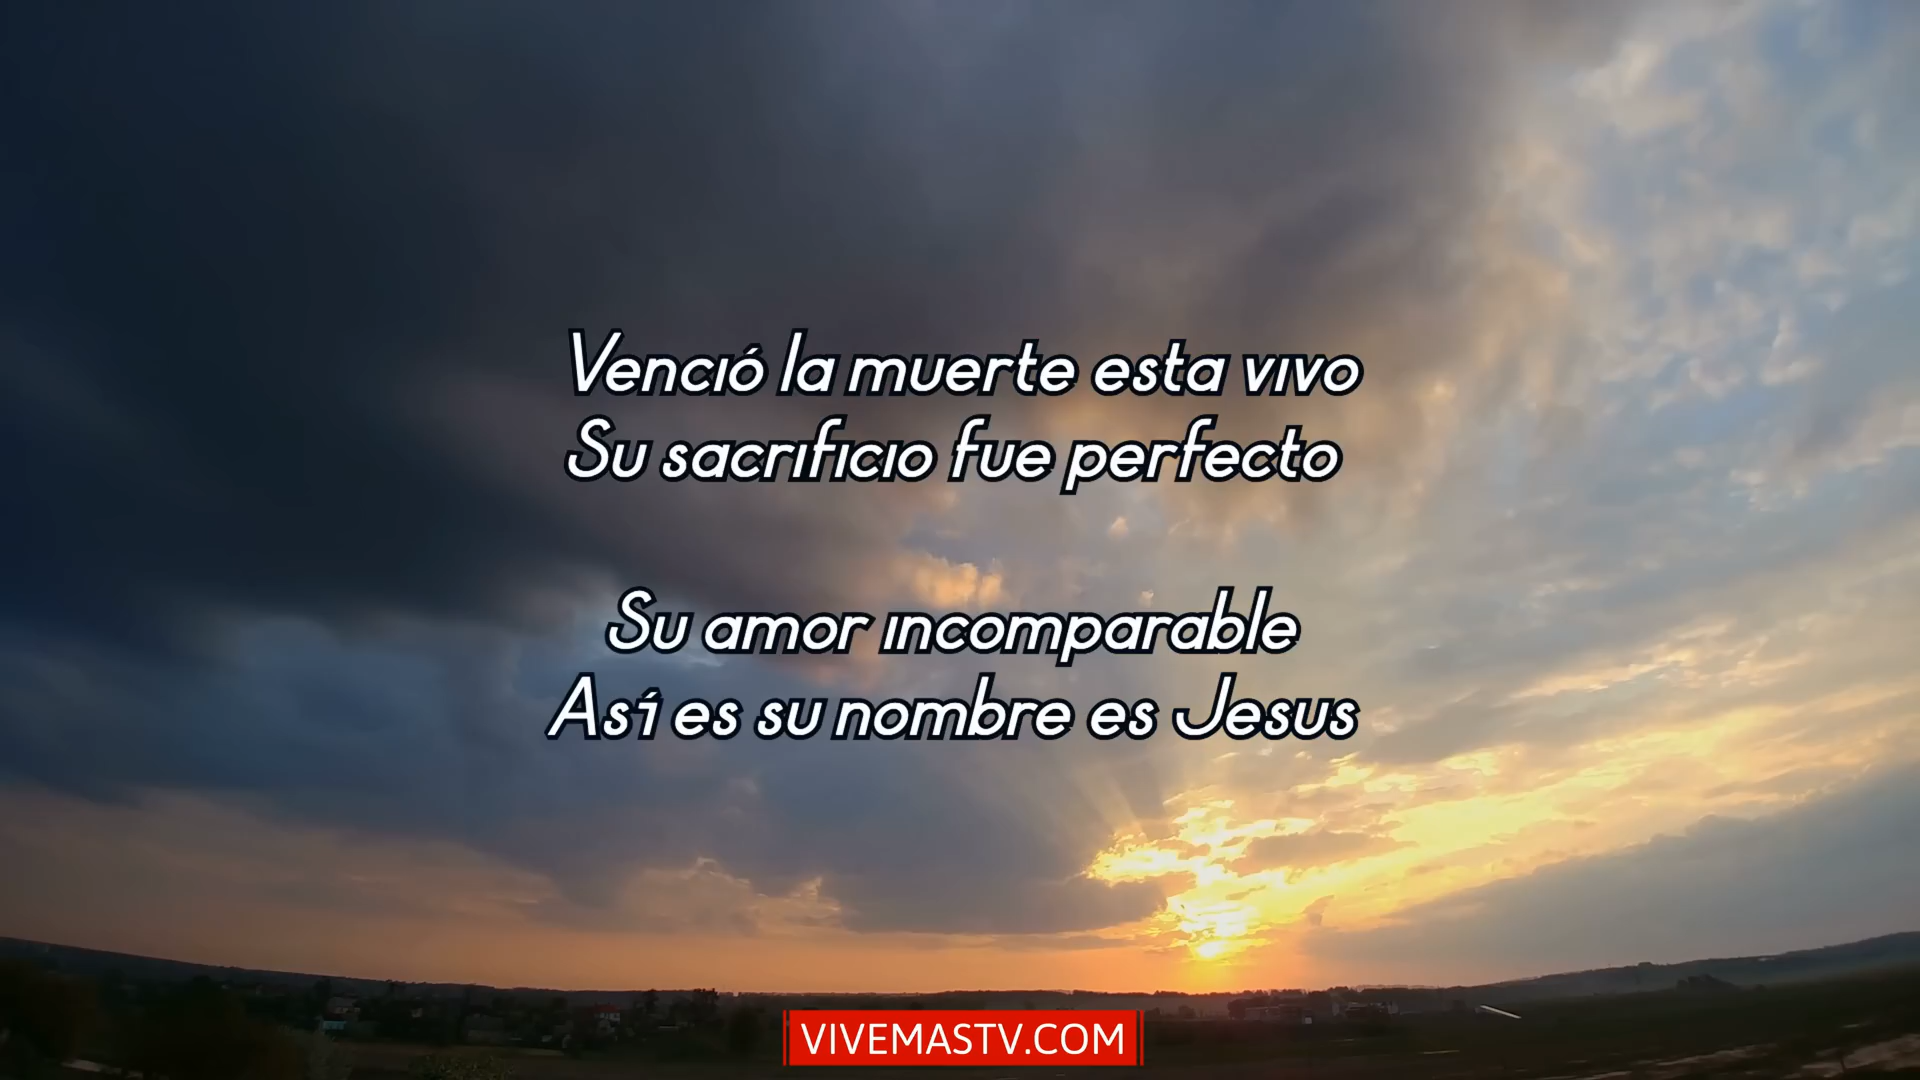 Venció la muerte esta vivo
Su sacrificio fue perfecto
Su amor incomparable
Así es su nombre es Jesus
VIVEMASTV.COM